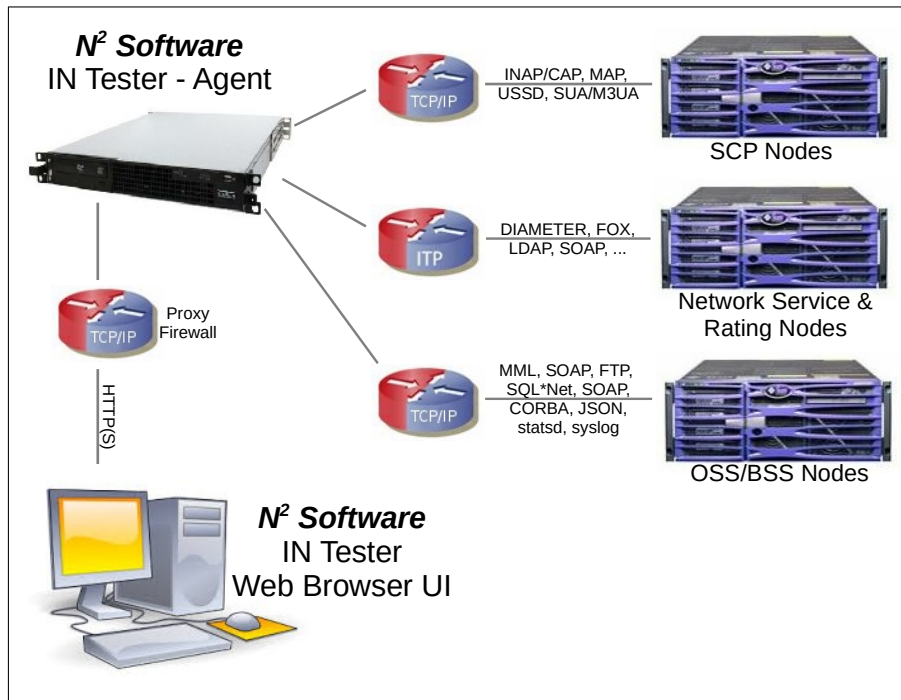 N² Software
IN Tester - Agent
TCP/IP
INAP/CAP, MAP,
USSD, SUA/M3UA
SCP Nodes
ITP
DIAMETER, FOX,
LDAP, SOAP, ...
Network Service &
Rating Nodes
TCP/IP
Proxy
Firewall
HTTP(S)
TCP/IP
MML, SOAP, FTP,
SQL*Net, SOAP,
CORBA, JSON,
statsd, syslog
OSS/BSS Nodes
N² Software
IN Tester
Web Browser UI